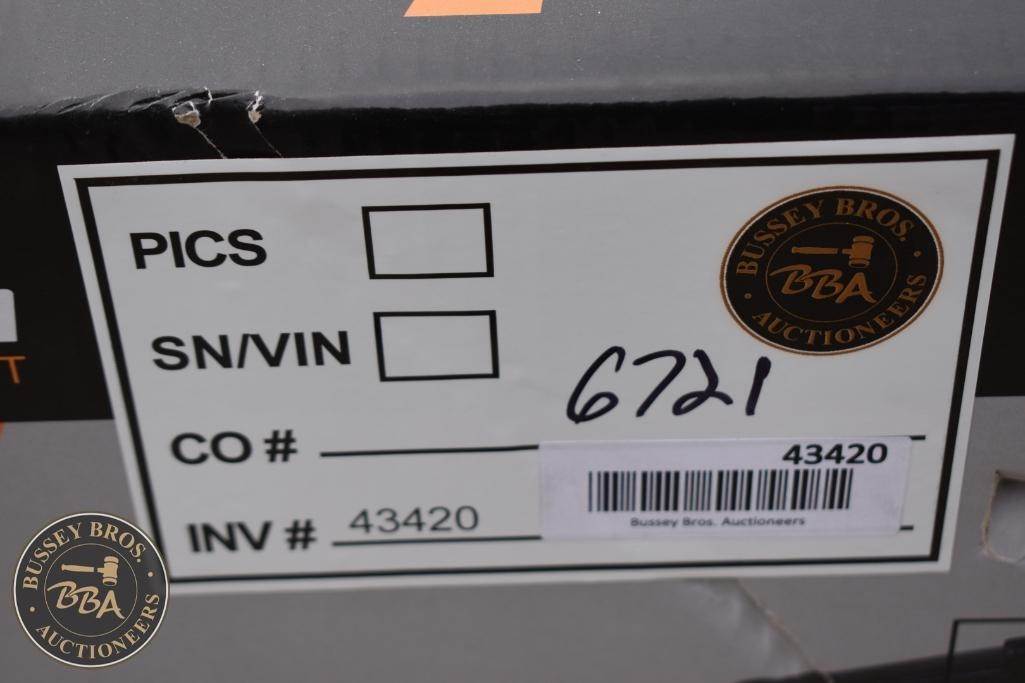 PICS
BUSSEY BROS.
BBA
AUCTIONEERS
SN/VIN
6721
CO #
43420
INV # 43420
Bussey Bros. Auctioneers
T
BUSSEY BROS.
BBA
AUCTIONEERS